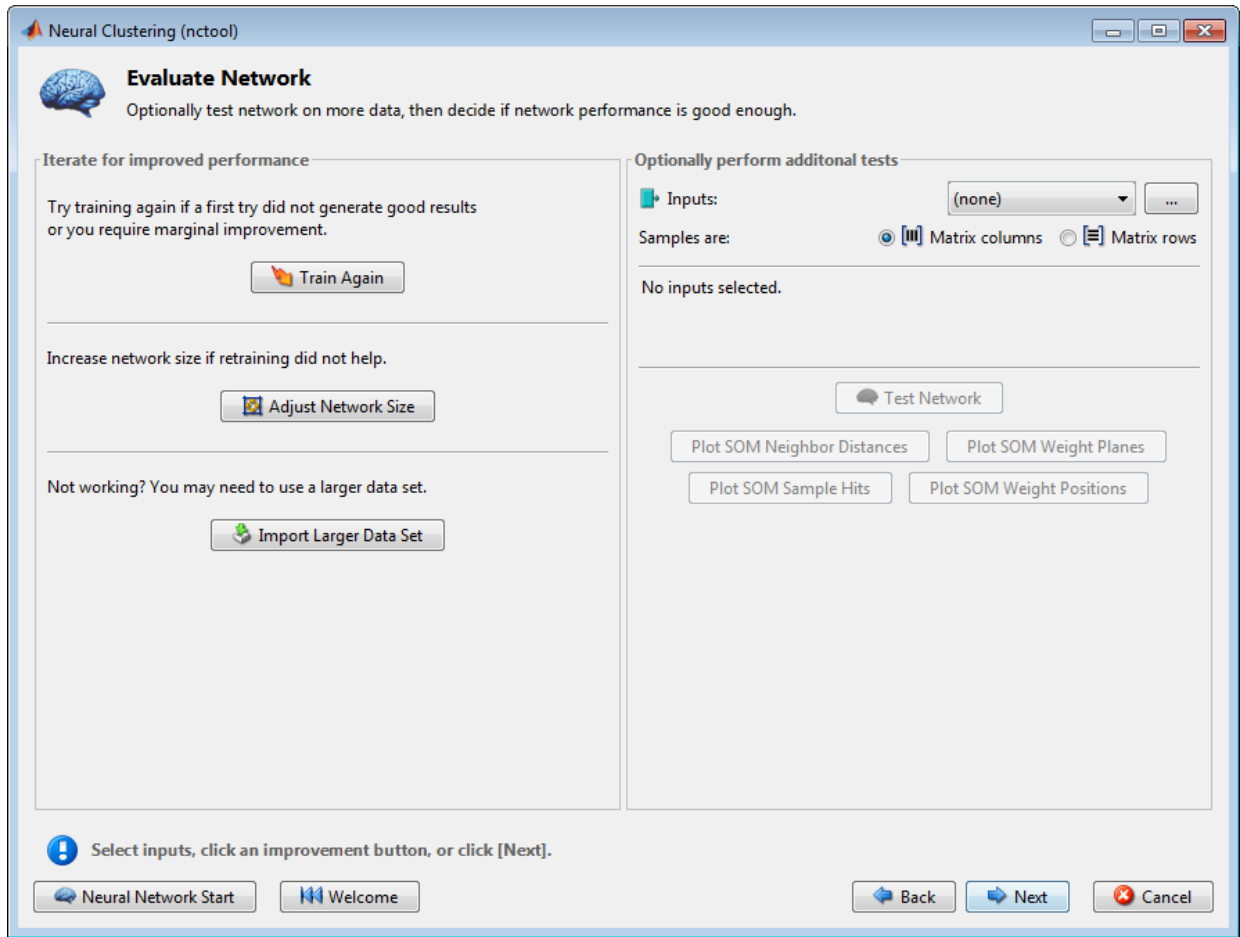 Neural Clustering (nctool)
Evaluate Network
Optionally test network on more data, then decide if network performance is good enough.
Iterate for improved performance
Try training again if a first try did not generate good results
or you require marginal improvement.
Train Again
Increase network size if retraining did not help.
Adjust Network Size
Not working? You may need to use a larger data set.
Import Larger Data Set
Optionally perform additonal tests
Inputs: (none) ...
Samples are: Matrix columns Matrix rows
No inputs selected.
Test Network
Plot SOM Neighbor Distances Plot SOM Weight Planes
Plot SOM Sample Hits Plot SOM Weight Positions
Select inputs, click an improvement button, or click [Next].
Neural Network Start Welcome Back Next Cancel